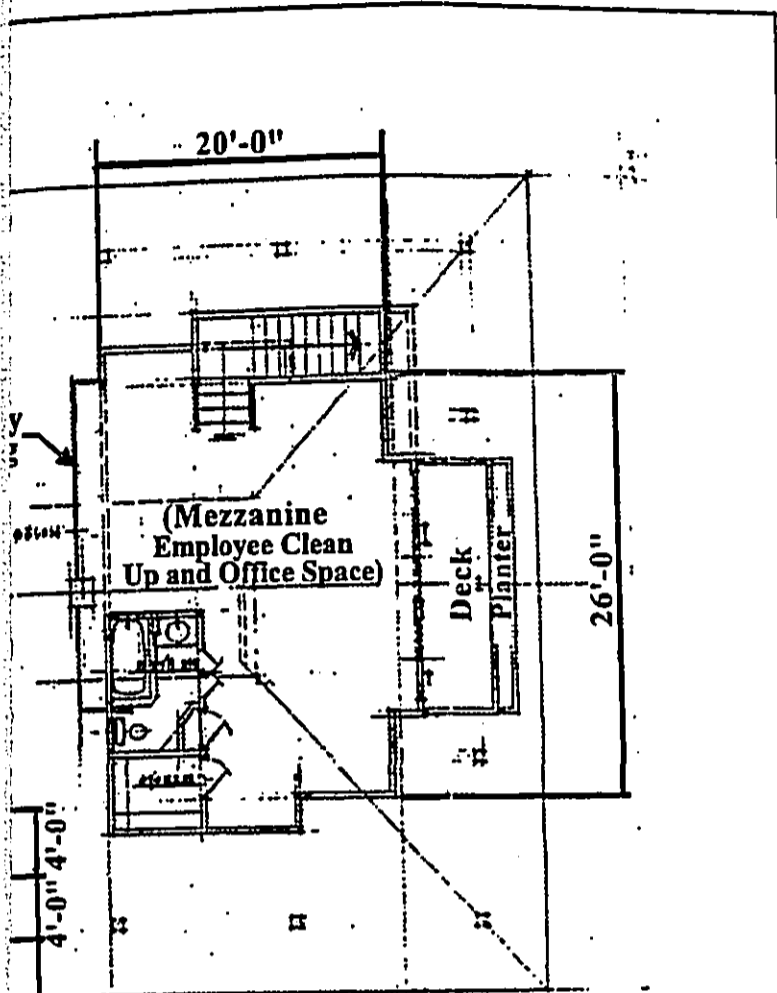 20'-0"
y
(Mezzanine
Employee Clean
Up and Office Space)
Deck
Planter
26'-0"
4'-0"
4'-0"